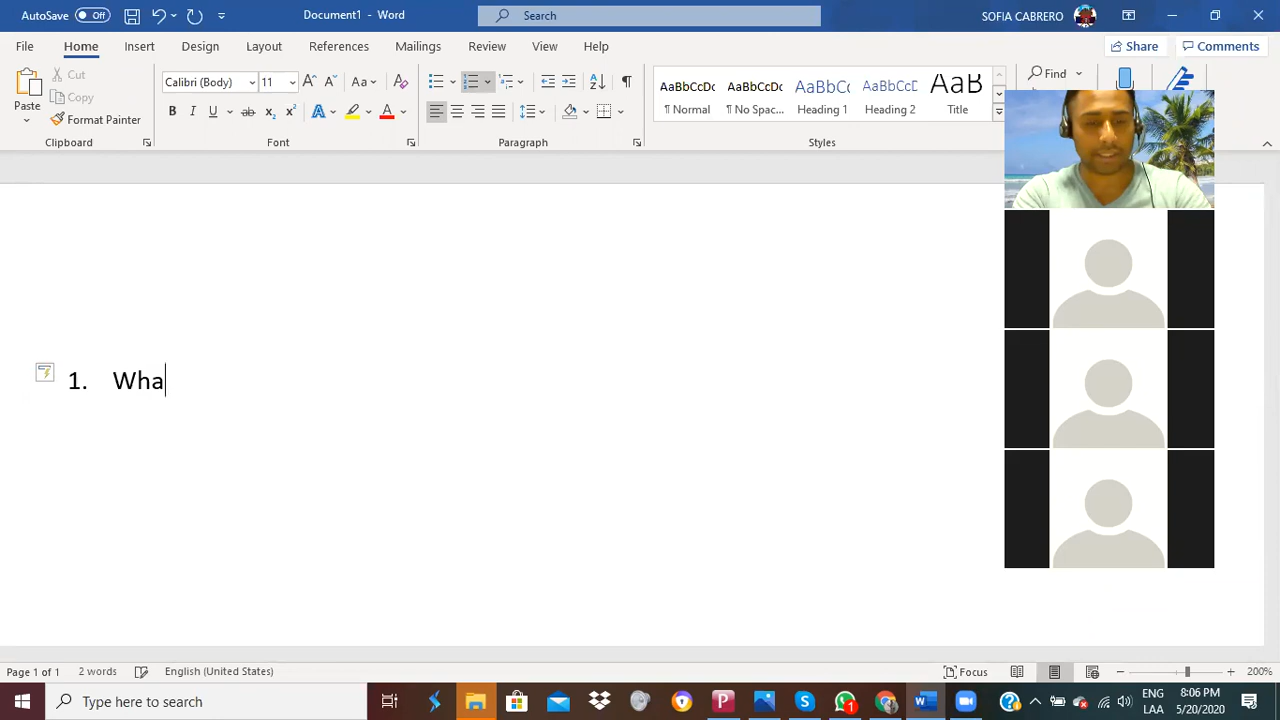 AutoSave Off Document1 - Word Search SOFIA CABRERO
File Home Insert Design Layout References Mailings Review View Help Share Comments
Paste Cut Copy Format Painter
Calibri (Body) 11 Aa
B I U ab A A
AaBbCcDc AaBbCcDc AaBbCc AaBbCcD AaB
¶ Normal ¶ No Spac... Heading 1 Heading 2 Title
Find
Clipboard Font Paragraph Styles
1. Wha
Page 1 of 1 2 words English (United States) Focus 200%
Type here to search
ENG 8:06 PM
LAA 5/20/2020